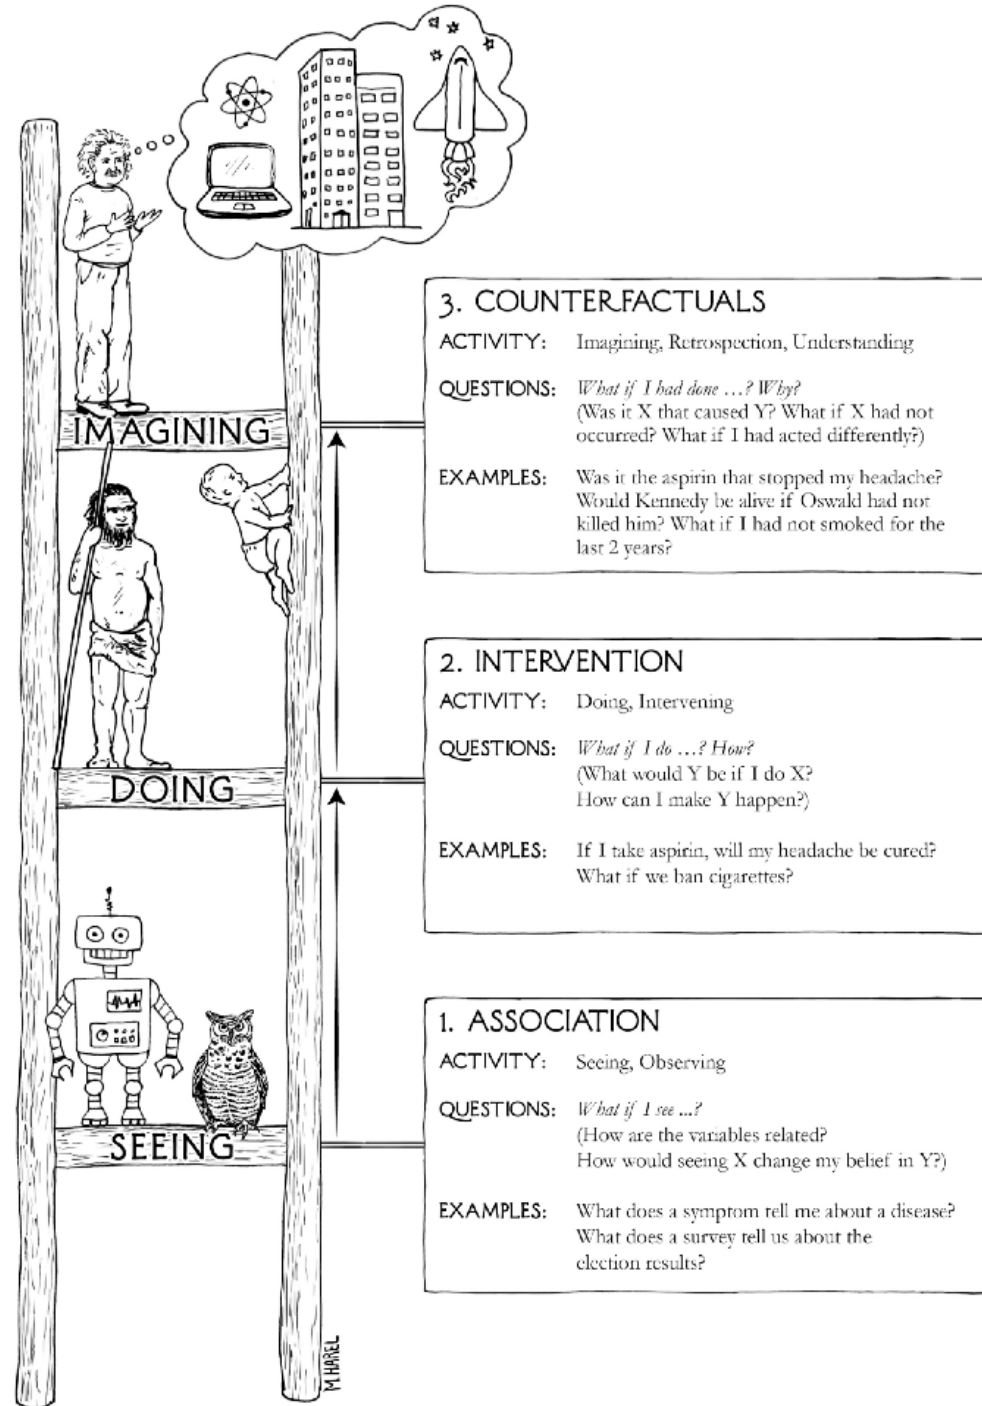 3. COUNTERFACTUALS
ACTIVITY: Imagining, Retrospection, Understanding
QUESTIONS: What if I had done …? Why?
(Was it X that caused Y? What if X had not
occurred? What if I had acted differently?)
EXAMPLES: Was it the aspirin that stopped my headache?
Would Kennedy be alive if Oswald had not
killed him? What if I had not smoked for the
last 2 years?
IMAGINING
2. INTERVENTION
ACTIVITY: Doing, Intervening
QUESTIONS: What if I do …? How?
(What would Y be if I do X?
How can I make Y happen?)
EXAMPLES: If I take aspirin, will my headache be cured?
What if we ban cigarettes?
DOING
1. ASSOCIATION
ACTIVITY: Seeing, Observing
QUESTIONS: What if I see ...?
(How are the variables related?
How would seeing X change my belief in Y?)
EXAMPLES: What does a symptom tell me about a disease?
What does a survey tell us about the
election results?
SEEING
M.HAREL